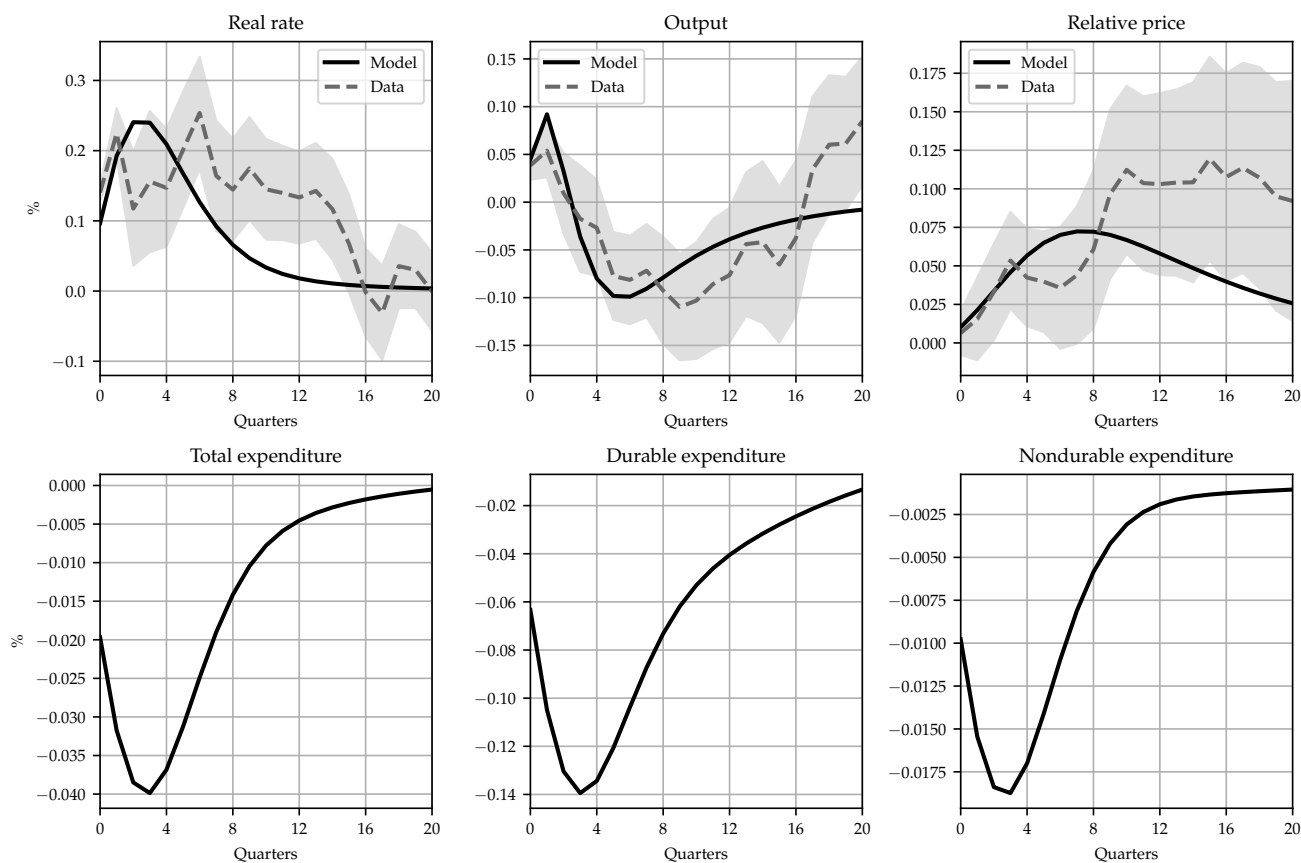 Real rate
Output
Relative price
Model
Data
Model
Data
Model
Data
0.3
0.2
0.1
0.0
−0.1
%
0.15
0.10
0.05
0.00
−0.05
−0.10
−0.15
0.175
0.150
0.125
0.100
0.075
0.050
0.025
0.000
0 4 8 12 16 20
0 4 8 12 16 20
0 4 8 12 16 20
Quarters
Quarters
Quarters
Total expenditure
Durable expenditure
Nondurable expenditure
0.000
−0.005
−0.010
−0.015
−0.020
−0.025
−0.030
−0.035
−0.040
%
−0.02
−0.04
−0.06
−0.08
−0.10
−0.12
−0.14
−0.0025
−0.0050
−0.0075
−0.0100
−0.0125
−0.0150
−0.0175
0 4 8 12 16 20
0 4 8 12 16 20
0 4 8 12 16 20
Quarters
Quarters
Quarters